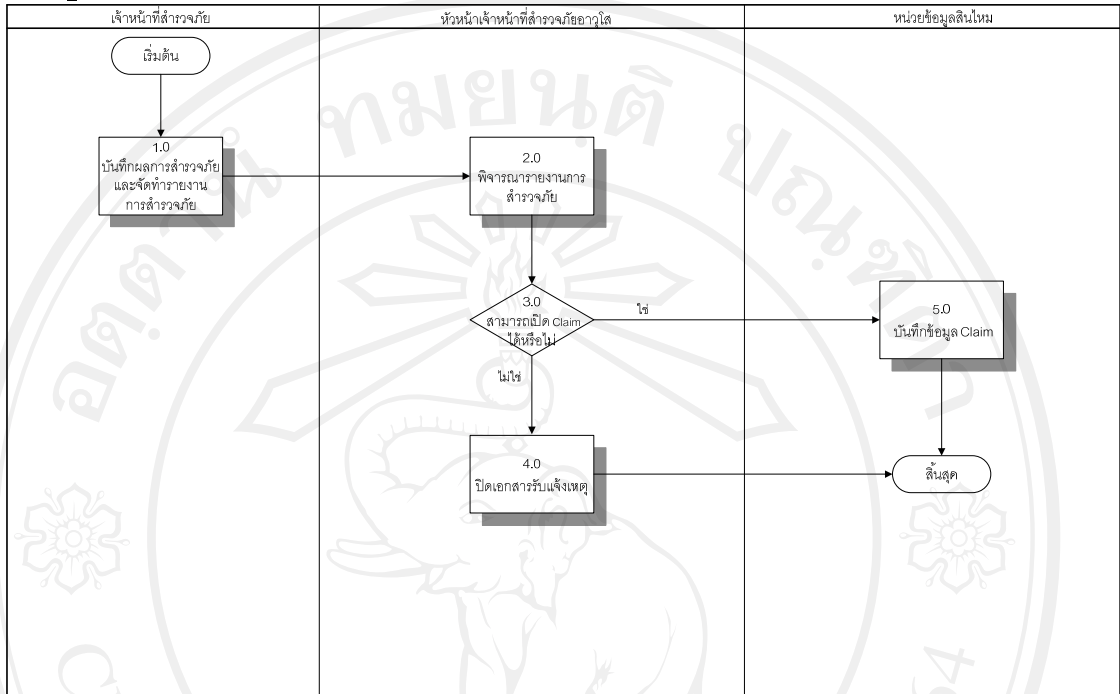 เจ้าหน้าที่สำรวจภัย
หัวหน้าเจ้าหน้าที่สำรวจภัยอาวุโส
หน่วยข้อมูลสินไหม
เริ่มต้น
1.0
บันทึกผลการสำรวจภัย
และจัดทำรายงาน
การสำรวจภัย
2.0
พิจารณารายงานการ
สำรวจภัย
3.0
สามารถเปิด Claim
ได้หรือไม่
ใช่
5.0
บันทึกข้อมูล Claim
ไม่ใช่
4.0
ปิดเอกสารรับแจ้งเหตุ
สิ้นสุด